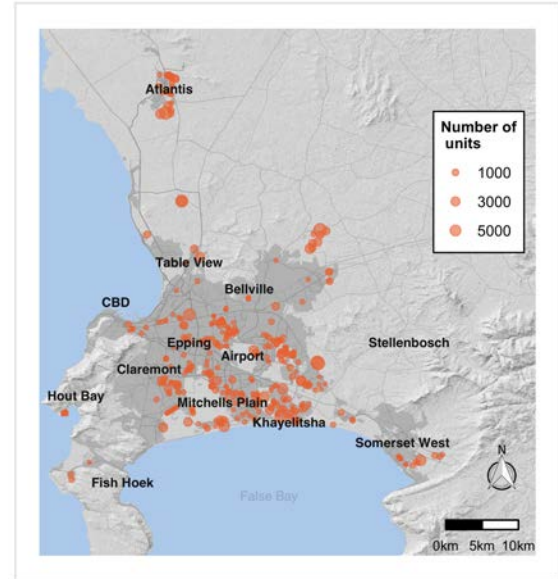 Atlantis
Number of
units
1000
3000
5000
Table View
Bellville
CBD
Stellenbosch
Epping
Airport
Claremont
Hout Bay
Mitchells Plain
Khayelitsha
Somerset West
Fish Hoek
N
False Bay
0km 5km 10km